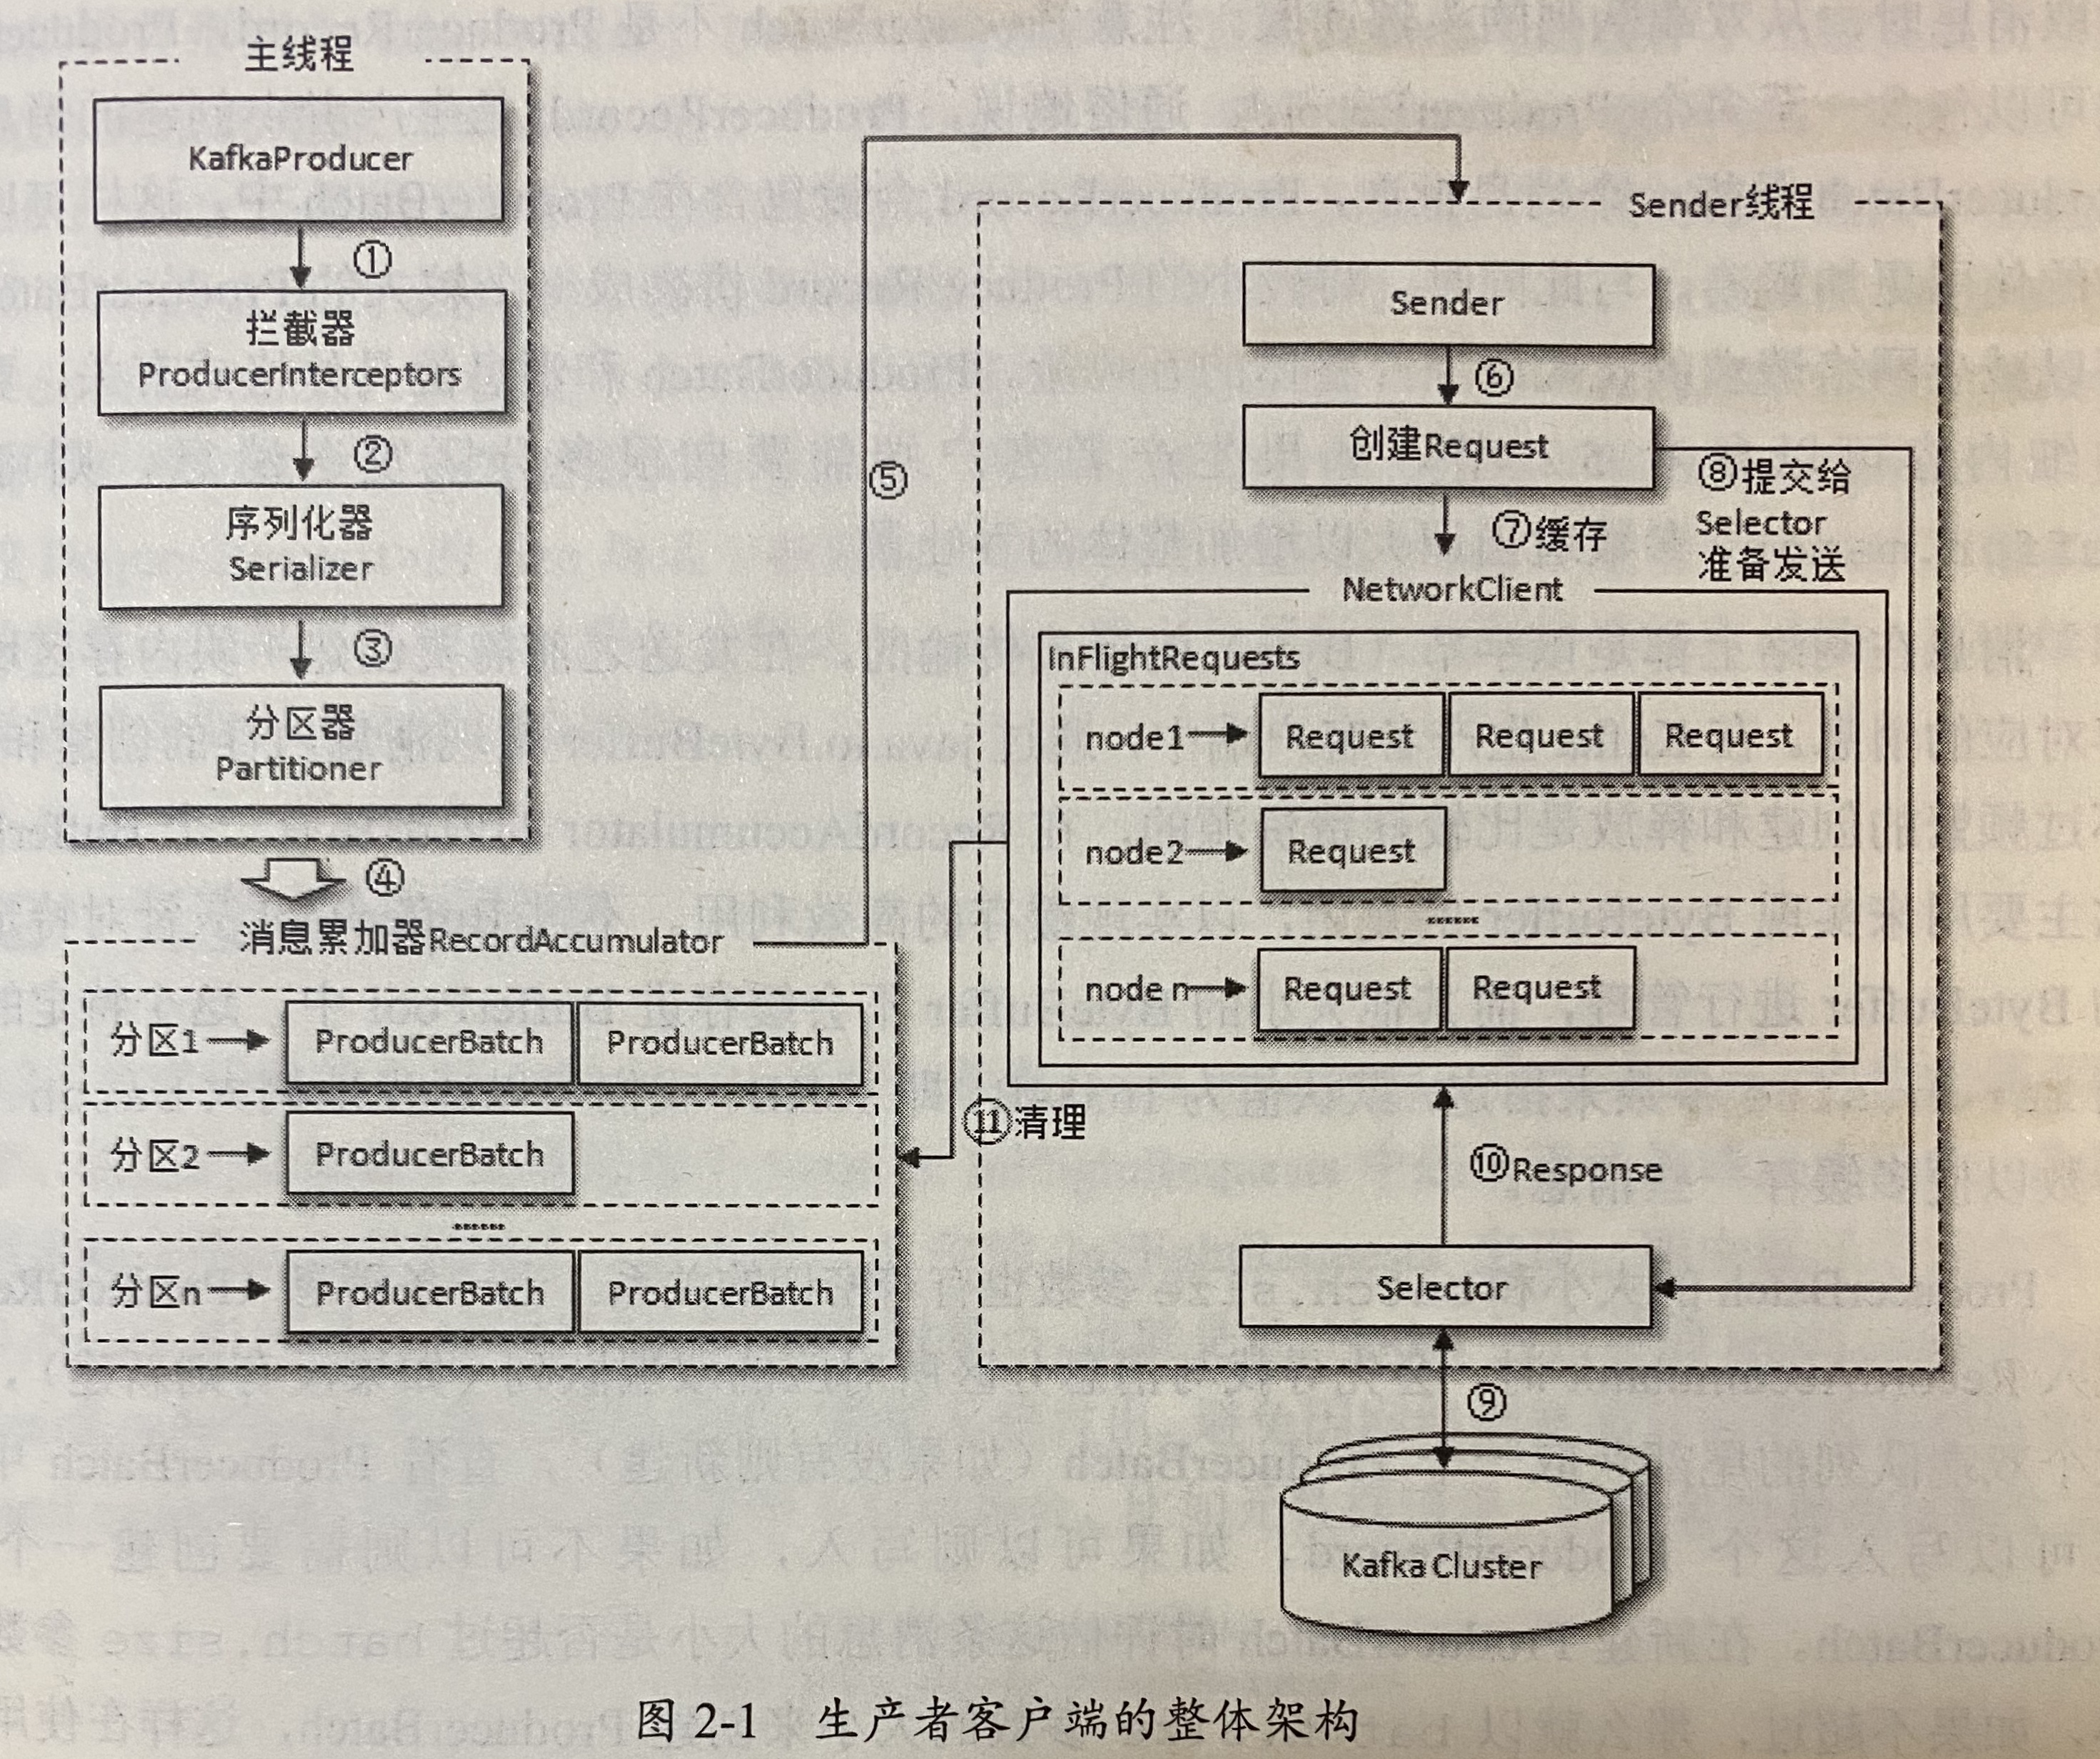 主线程
KafkaProducer
①
拦截器
ProducerInterceptors
②
序列化器
Serializer
③
分区器
Partitioner
④
消息累加器RecordAccumulator
分区1
ProducerBatch
ProducerBatch
分区2
ProducerBatch
......
分区n
ProducerBatch
ProducerBatch
⑤
Sender线程
Sender
⑥
创建Request
⑦缓存
⑧提交给
Selector
准备发送
NetworkClient
InFlightRequests
node1
Request
Request
Request
node2
Request
......
node n
Request
Request
⑪清理
⑩Response
Selector
⑨
Kafka Cluster
图 2-1 生产者客户端的整体架构